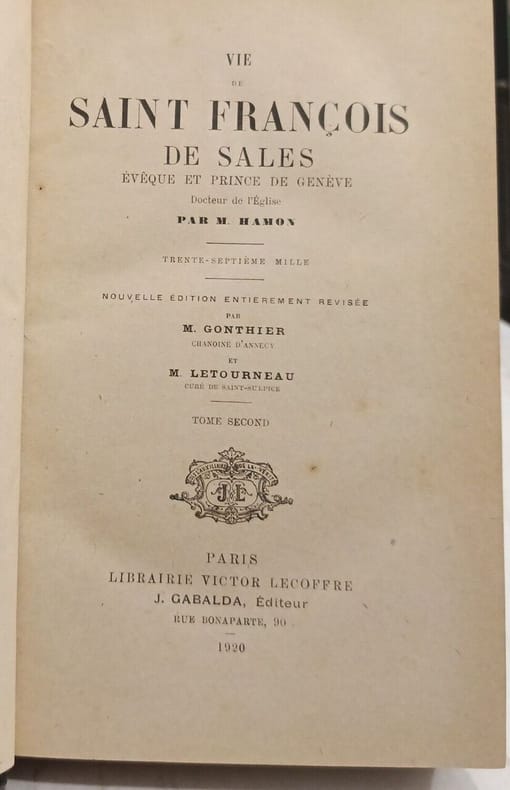 VIE
DE
SAINT FRANÇOIS
DE SALES
ÉVÊQUE ET PRINCE DE GENÈVE
Docteur de l'Église
PAR M. HAMON
TRENTE-SEPTIÈME MILLE
NOUVELLE ÉDITION ENTIÈREMENT REVISÉE
PAR
M. GONTHIER
CHANOINE D'ANNECY
ET
M. LETOURNEAU
CURÉ DE SAINT-SULPICE
TOME SECOND
J L
PARIS
LIBRAIRIE VICTOR LECOFFRE
J. GABALDA, Éditeur
RUE BONAPARTE, 90
1920